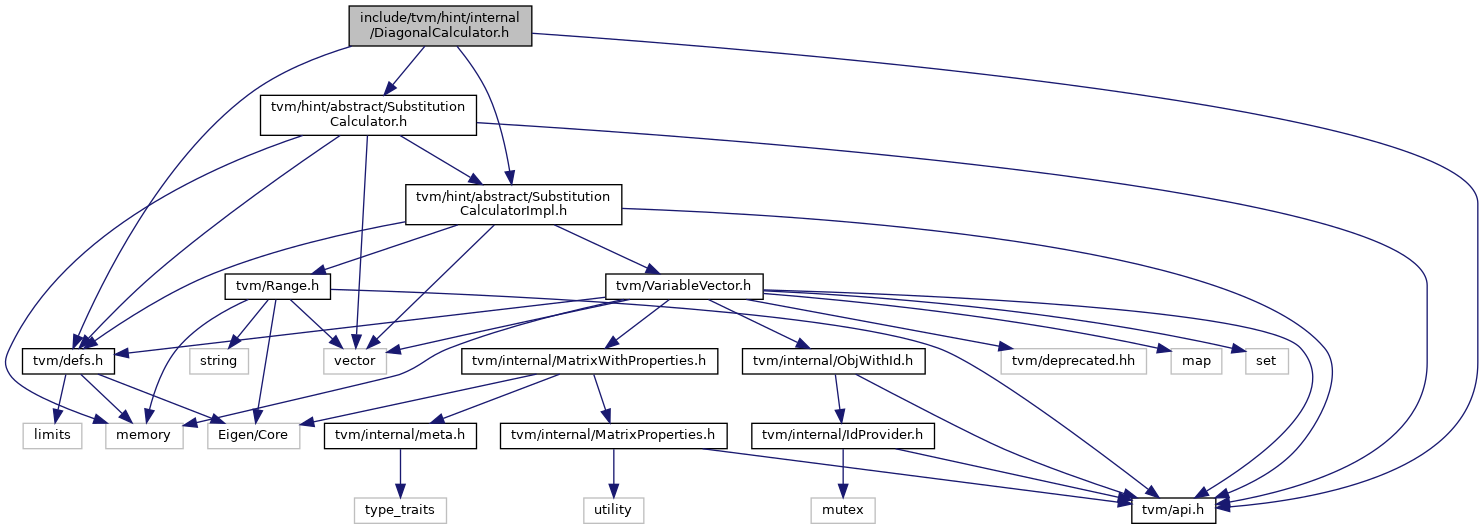 include/tvm/hint/internal
/DiagonalCalculator.h
tvm/hint/abstract/Substitution
Calculator.h
tvm/hint/abstract/Substitution
CalculatorImpl.h
tvm/Range.h
tvm/VariableVector.h
tvm/defs.h
string
vector
tvm/internal/MatrixWithProperties.h
tvm/internal/ObjWithId.h
tvm/deprecated.hh
map
set
limits
memory
Eigen/Core
tvm/internal/meta.h
tvm/internal/MatrixProperties.h
tvm/internal/IdProvider.h
type_traits
utility
mutex
tvm/api.h